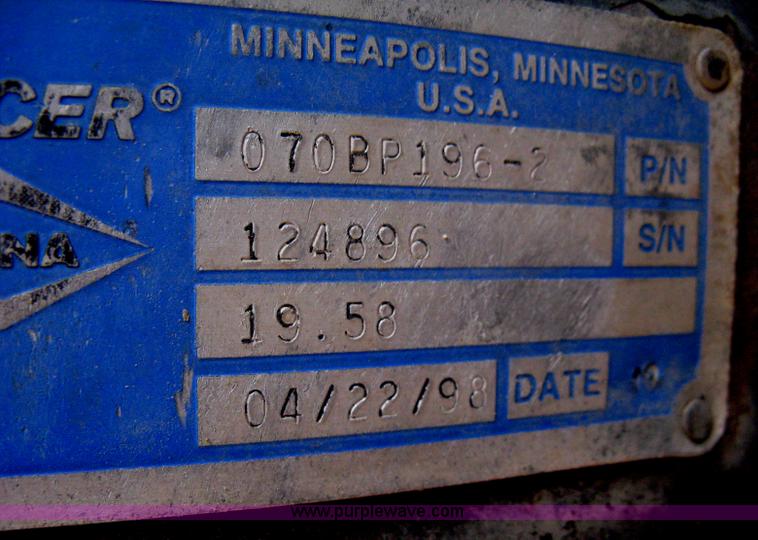 MINNEAPOLIS, MINNESOTA
U.S.A.
CER®
070BP196-2 P/N
NA
124896 S/N
19.58
04/22/98 DATE
www.purplewave.com